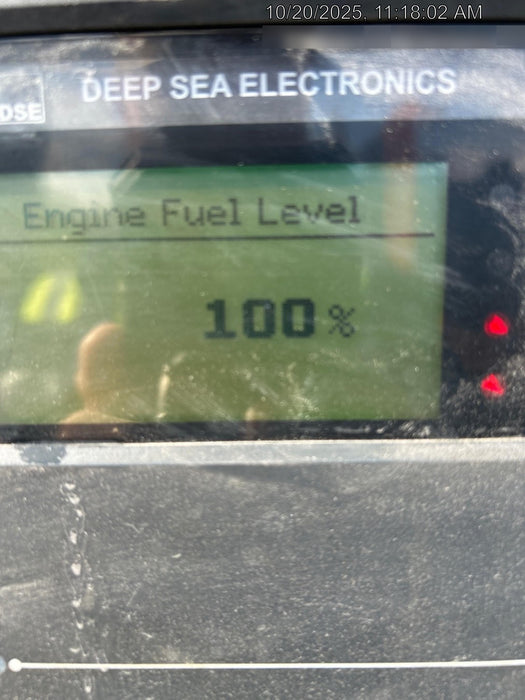 10/20/2025, 11:18:02 AM
DSE DEEP SEA ELECTRONICS
Engine Fuel Level
100%